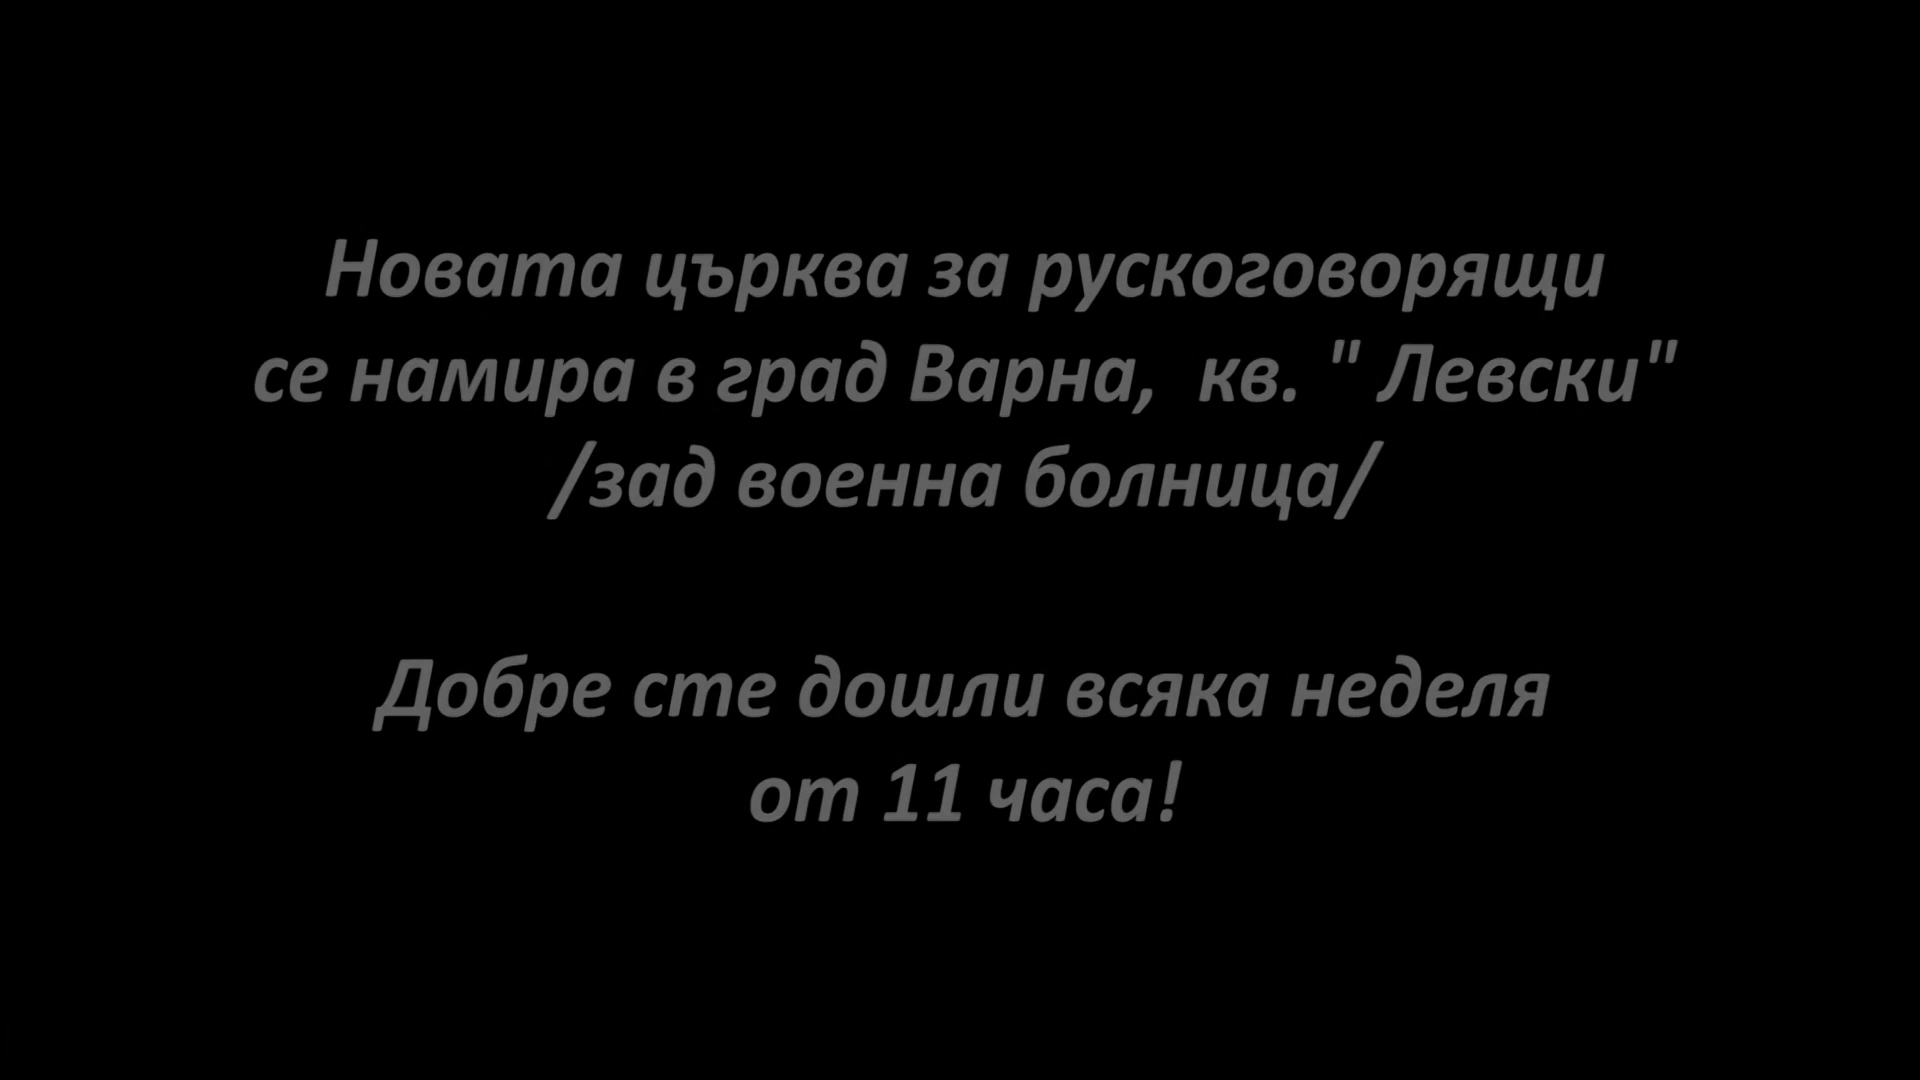 Новата църква за рускоговорящи
се намира в град Варна, кв. " Левски"
/зад военна болница/
Добре сте дошли всяка неделя
от 11 часа!